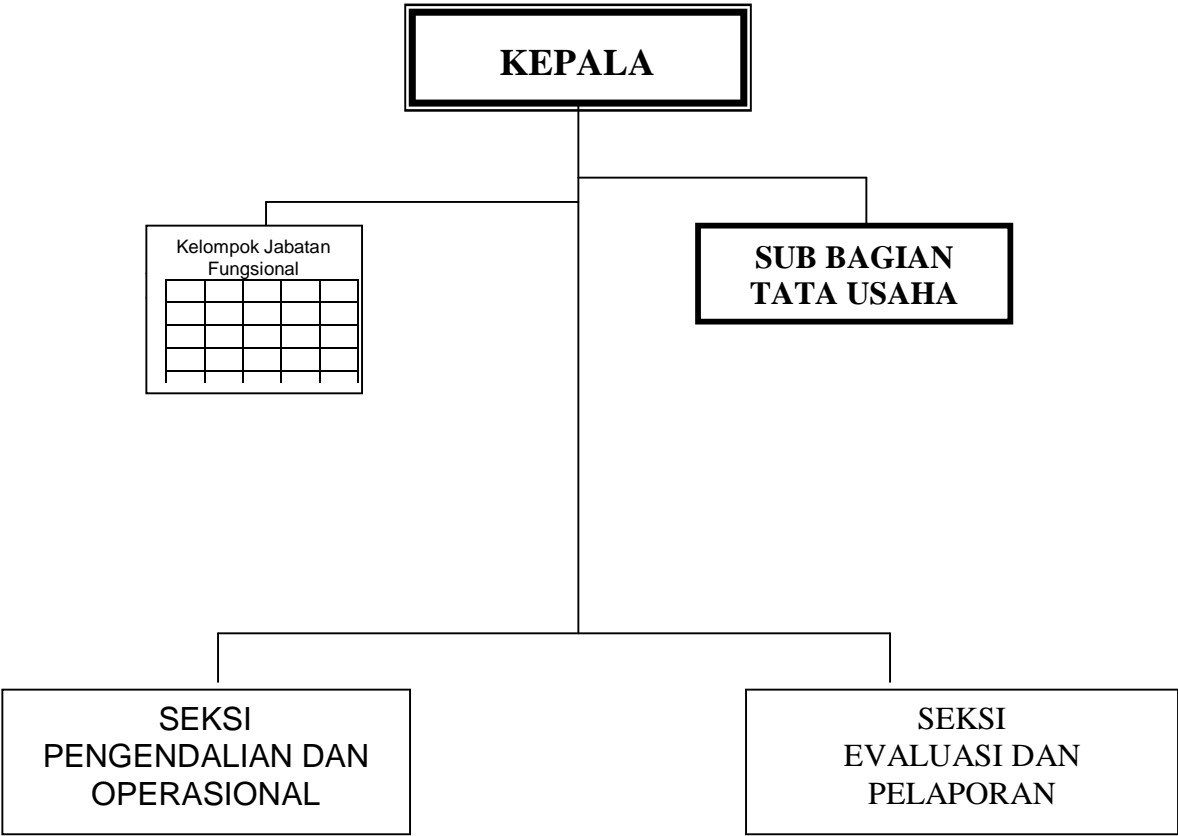 KEPALA
Kelompok Jabatan
Fungsional
SUB BAGIAN
TATA USAHA
SEKSI
PENGENDALIAN DAN
OPERASIONAL
SEKSI
EVALUASI DAN
PELAPORAN